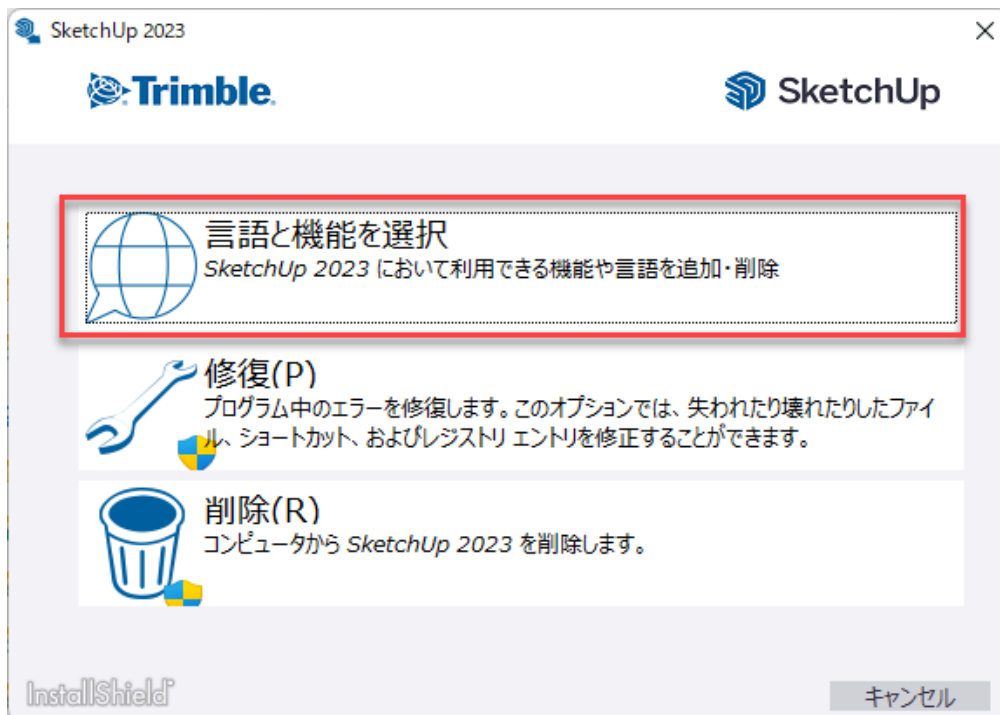 SketchUp 2023
Trimble.
SketchUp
言語と機能を選択
SketchUp 2023 において利用できる機能や言語を追加・削除
修復(P)
プログラム中のエラーを修復します。このオプションでは、失われたり壊れたりしたファイ
ル、ショートカット、およびレジストリ エントリを修正することができます。
削除(R)
コンピュータから SketchUp 2023 を削除します。
InstallShield
キャンセル